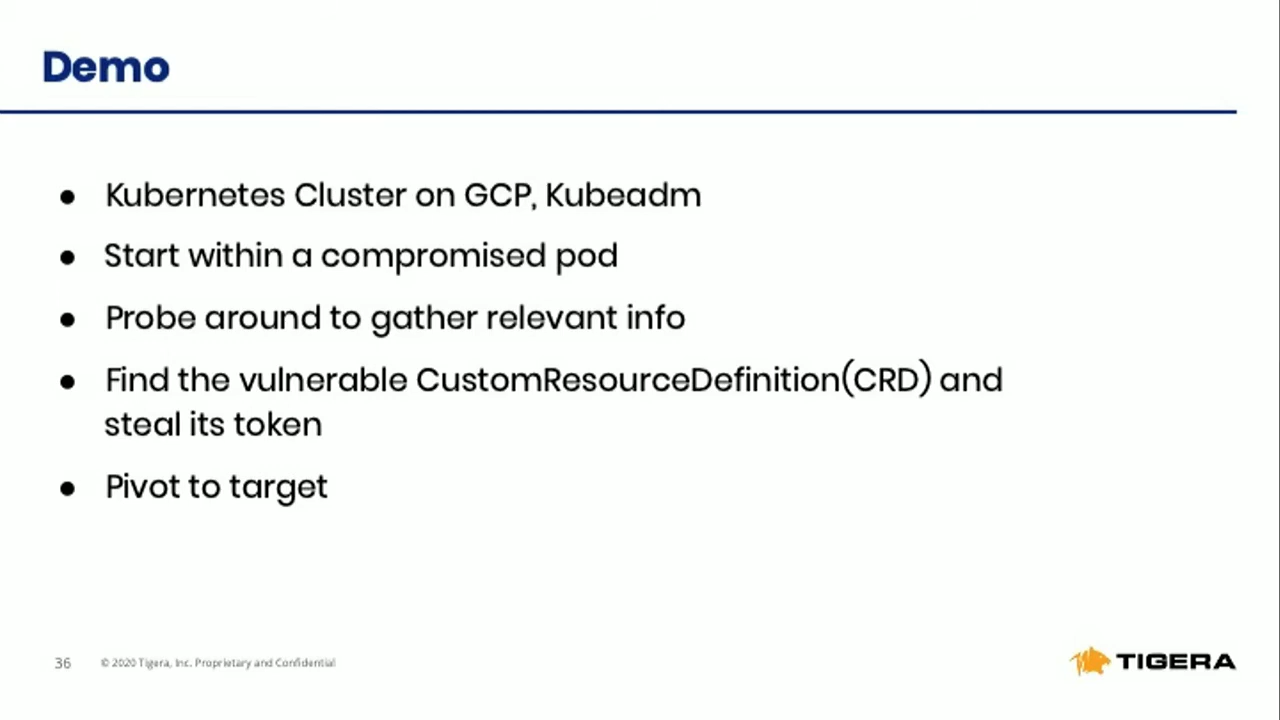 Demo
● Kubernetes Cluster on GCP, Kubeadm
● Start within a compromised pod
● Probe around to gather relevant info
● Find the vulnerable CustomResourceDefinition(CRD) and
steal its token
● Pivot to target
36 © 2020 Tigera, Inc. Proprietary and Confidential
TIGERA